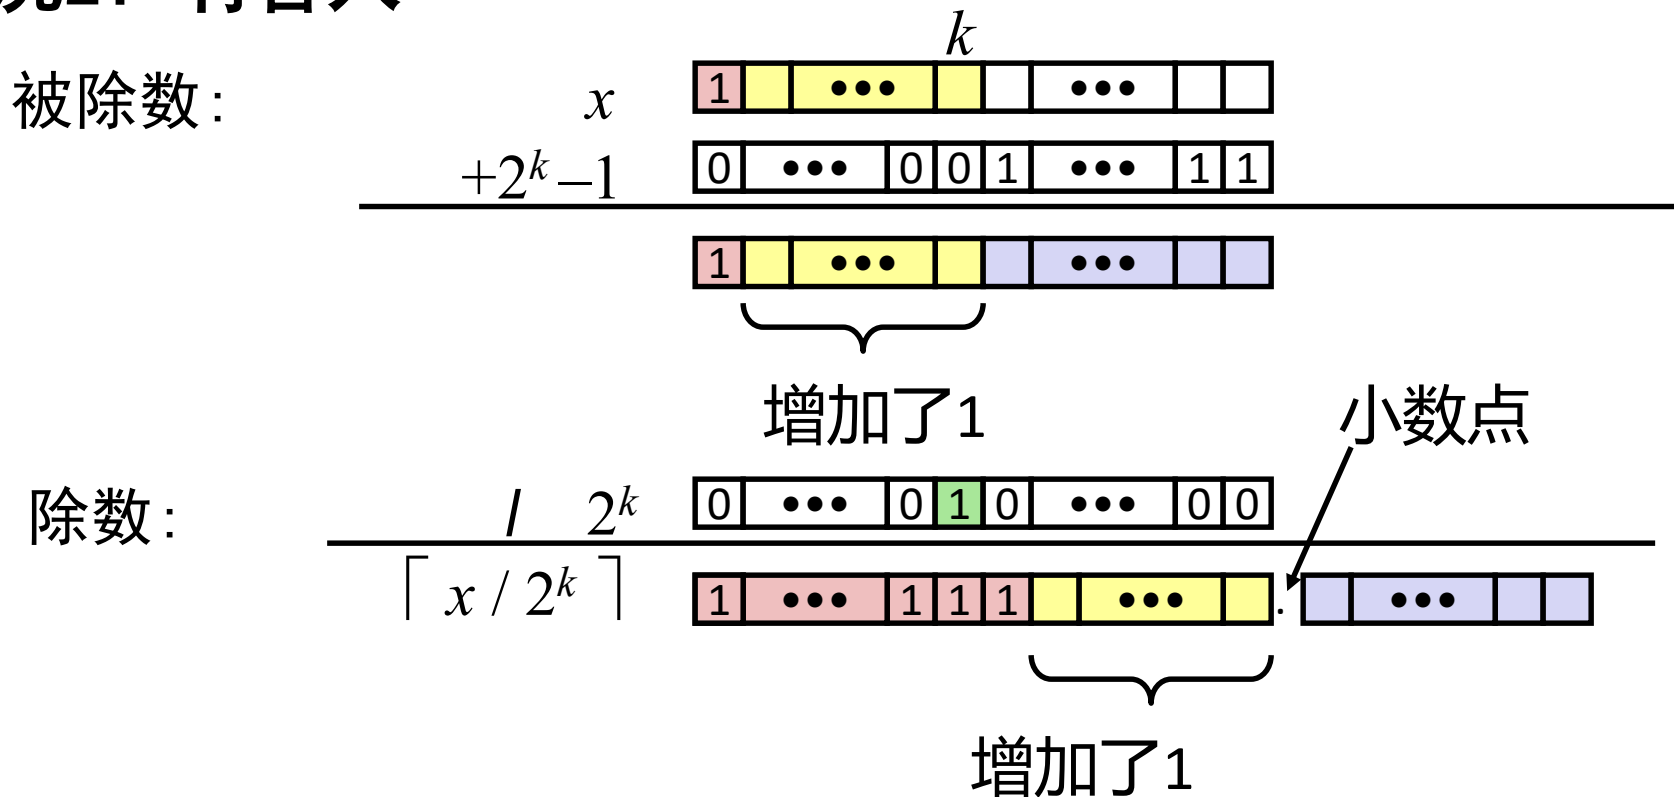 k
被除数: x 1 ••• •••
+2^k –1 0 ••• 0 0 1 ••• 1 1
1 ••• •••
增加了1
小数点
除数: / 2^k 0 ••• 0 1 0 ••• 0 0
⌈ x / 2^k ⌉ 1 ••• 1 1 1 ••• . •••
增加了1